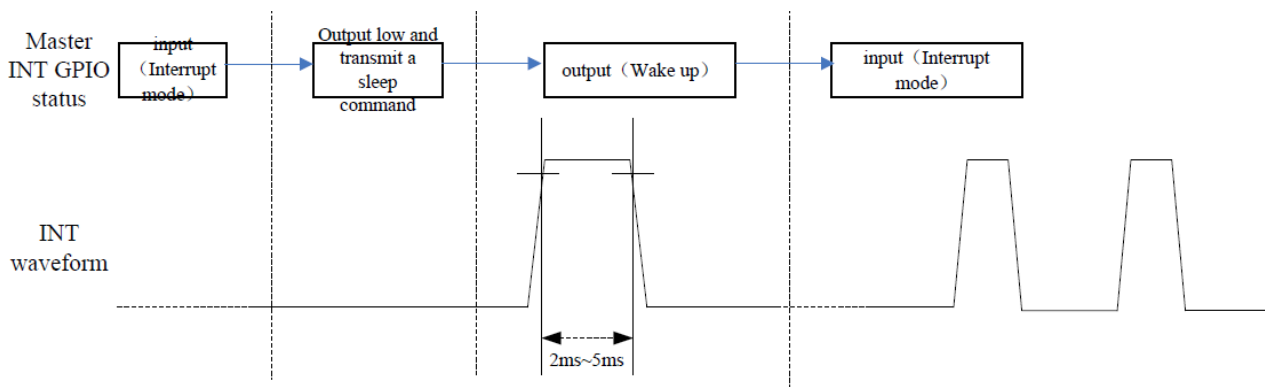 Master
INT GPIO
status
input
（Interrupt
mode）
Output low and
transmit a
sleep
command
output（Wake up）
input（Interrupt
mode）
INT
waveform
2ms~5ms